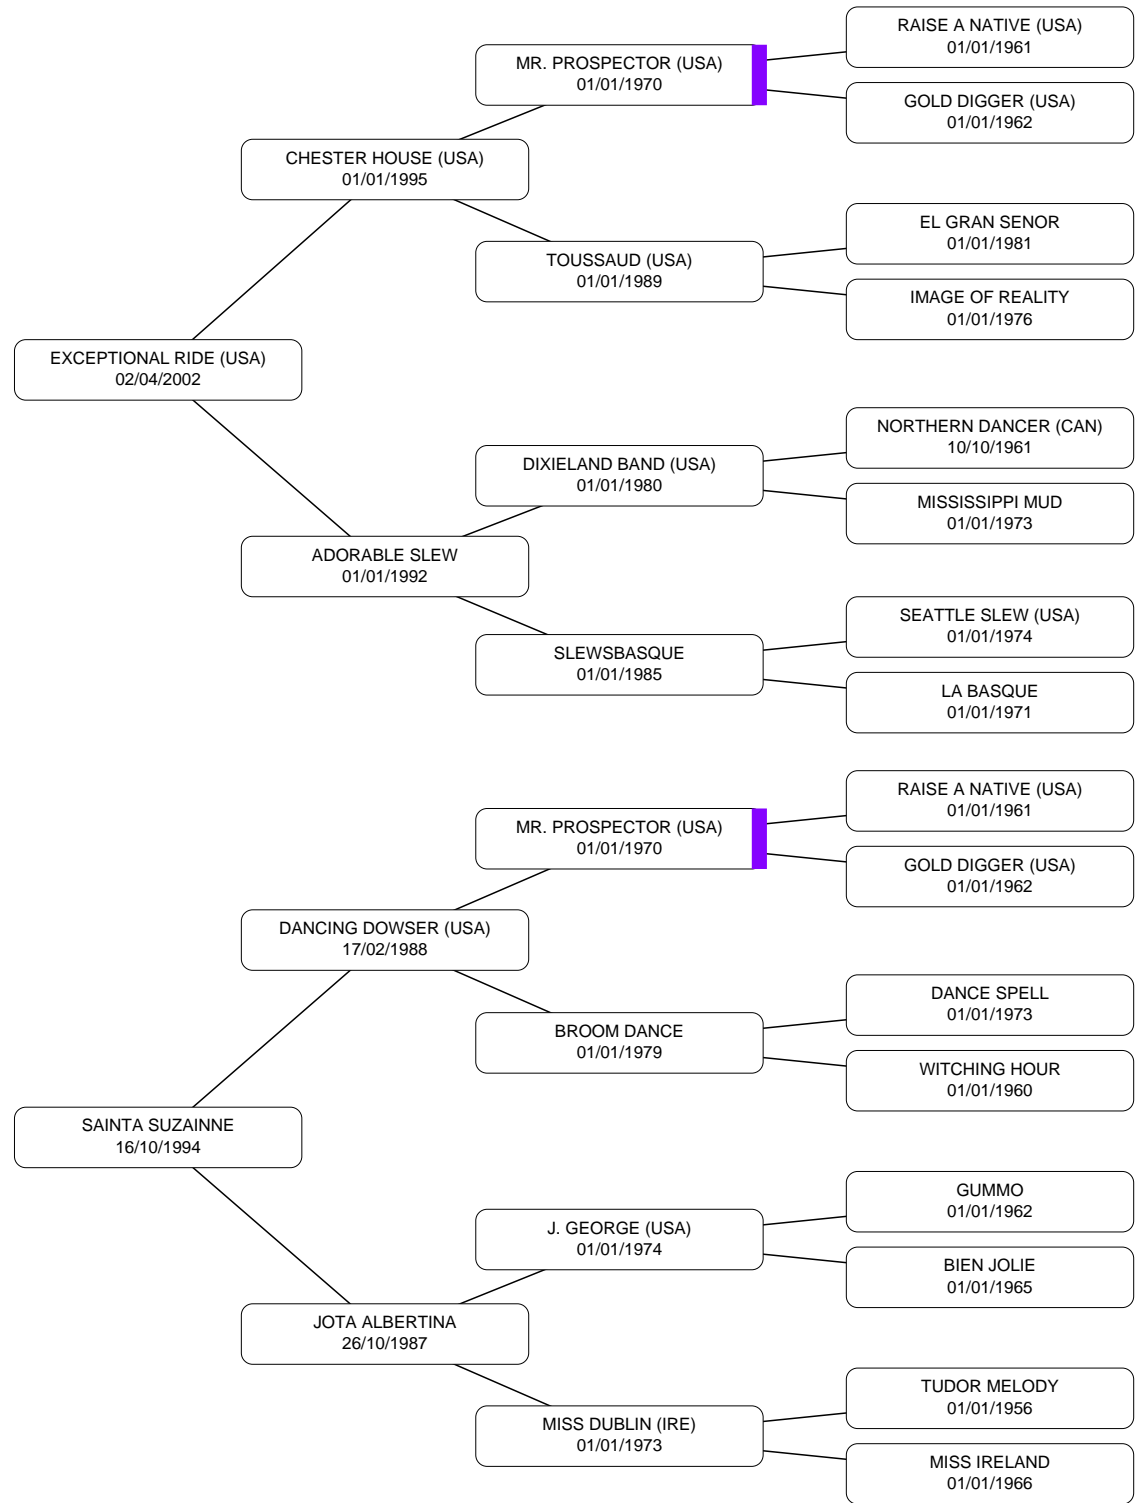 RAISE A NATIVE (USA)
01/01/1961
MR. PROSPECTOR (USA)
01/01/1970
GOLD DIGGER (USA)
01/01/1962
CHESTER HOUSE (USA)
01/01/1995
EL GRAN SENOR
01/01/1981
TOUSSAUD (USA)
01/01/1989
IMAGE OF REALITY
01/01/1976
EXCEPTIONAL RIDE (USA)
02/04/2002
NORTHERN DANCER (CAN)
10/10/1961
DIXIELAND BAND (USA)
01/01/1980
MISSISSIPPI MUD
01/01/1973
ADORABLE SLEW
01/01/1992
SEATTLE SLEW (USA)
01/01/1974
SLEWSBASQUE
01/01/1985
LA BASQUE
01/01/1971
RAISE A NATIVE (USA)
01/01/1961
MR. PROSPECTOR (USA)
01/01/1970
GOLD DIGGER (USA)
01/01/1962
DANCING DOWSER (USA)
17/02/1988
DANCE SPELL
01/01/1973
BROOM DANCE
01/01/1979
WITCHING HOUR
01/01/1960
SAINTA SUZAINNE
16/10/1994
GUMMO
01/01/1962
J. GEORGE (USA)
01/01/1974
BIEN JOLIE
01/01/1965
JOTA ALBERTINA
26/10/1987
TUDOR MELODY
01/01/1956
MISS DUBLIN (IRE)
01/01/1973
MISS IRELAND
01/01/1966